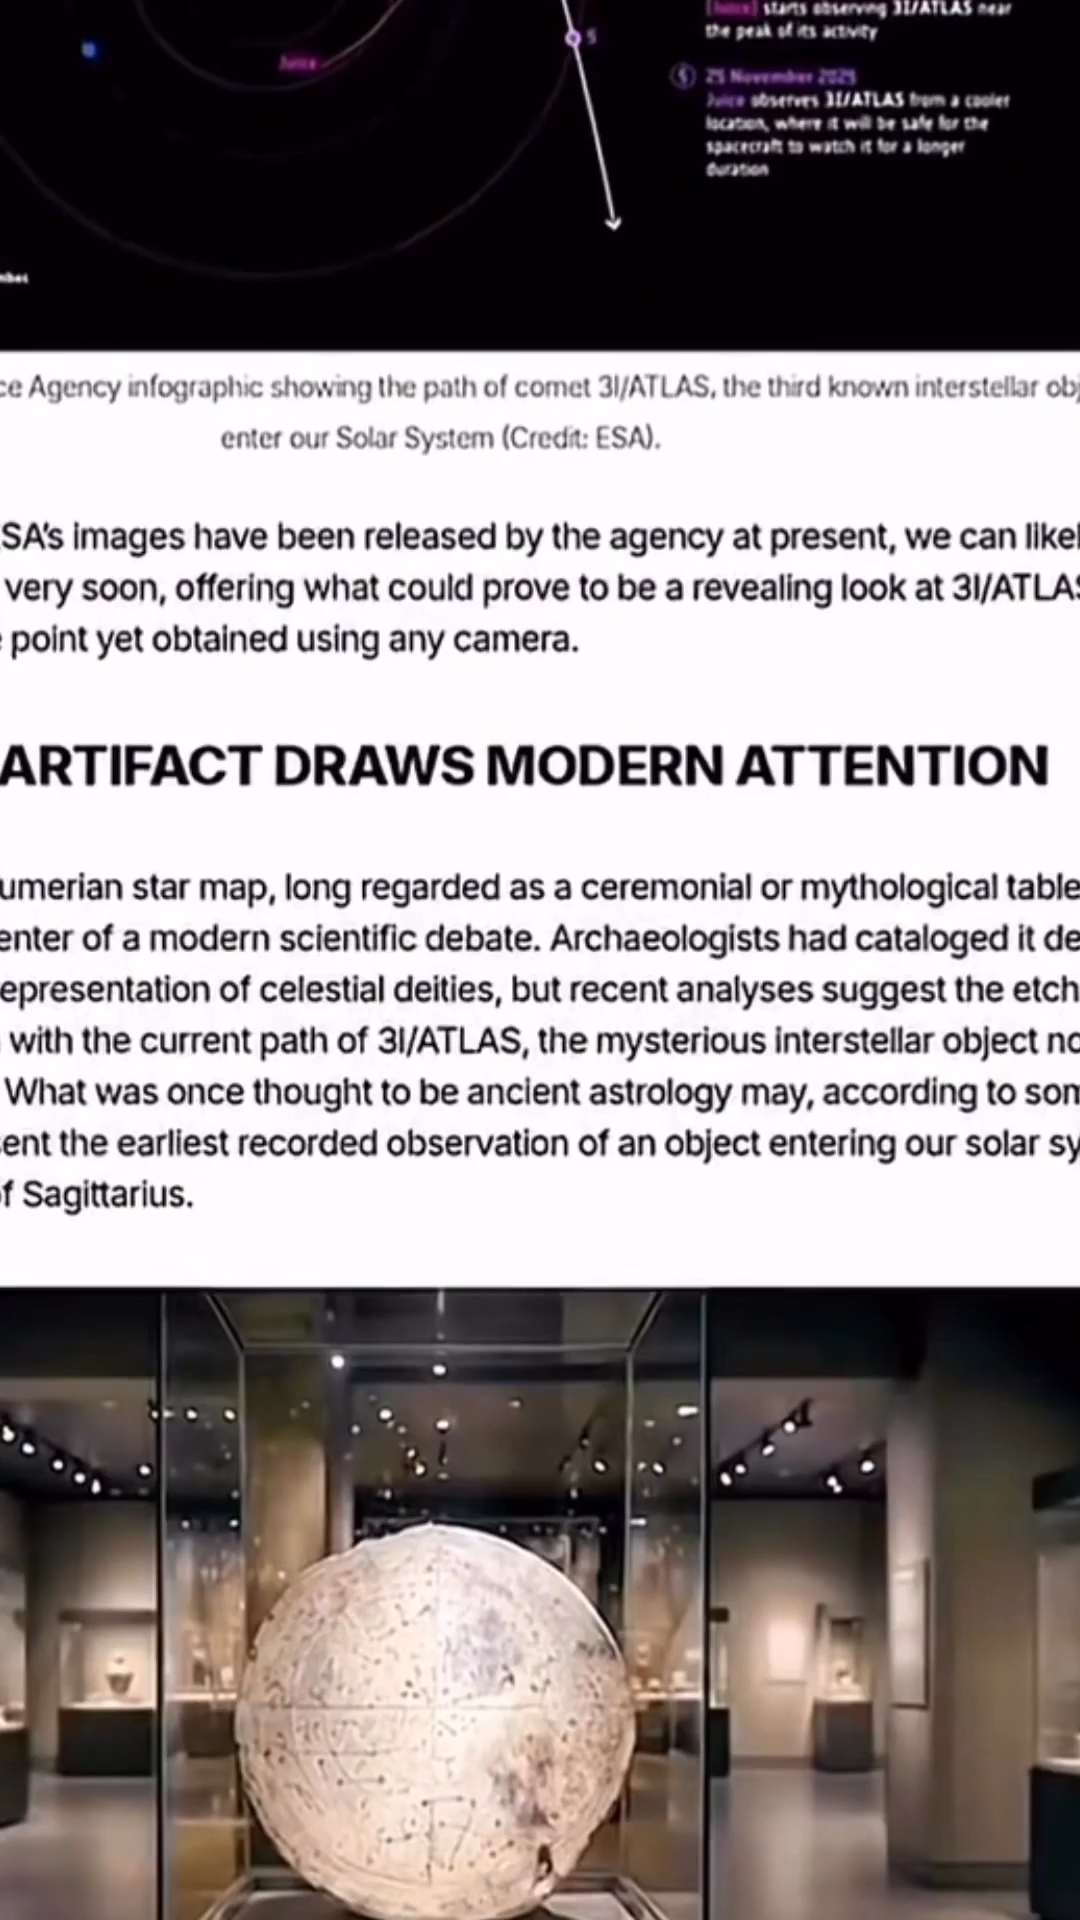 Juice starts observing 3I/ATLAS near
the peak of its activity
5
Juice
5 25 November 2025
Juice observes 3I/ATLAS from a cooler
location, where it will be safe for the
spacecraft to watch it for a longer
duration
ce Agency infographic showing the path of comet 3I/ATLAS, the third known interstellar obj
enter our Solar System (Credit: ESA).
SA's images have been released by the agency at present, we can likel
very soon, offering what could prove to be a revealing look at 3I/ATLAS
point yet obtained using any camera.
ARTIFACT DRAWS MODERN ATTENTION
umerian star map, long regarded as a ceremonial or mythological table
enter of a modern scientific debate. Archaeologists had cataloged it de
epresentation of celestial deities, but recent analyses suggest the etch
with the current path of 3I/ATLAS, the mysterious interstellar object no
What was once thought to be ancient astrology may, according to som
ent the earliest recorded observation of an object entering our solar sy
f Sagittarius.